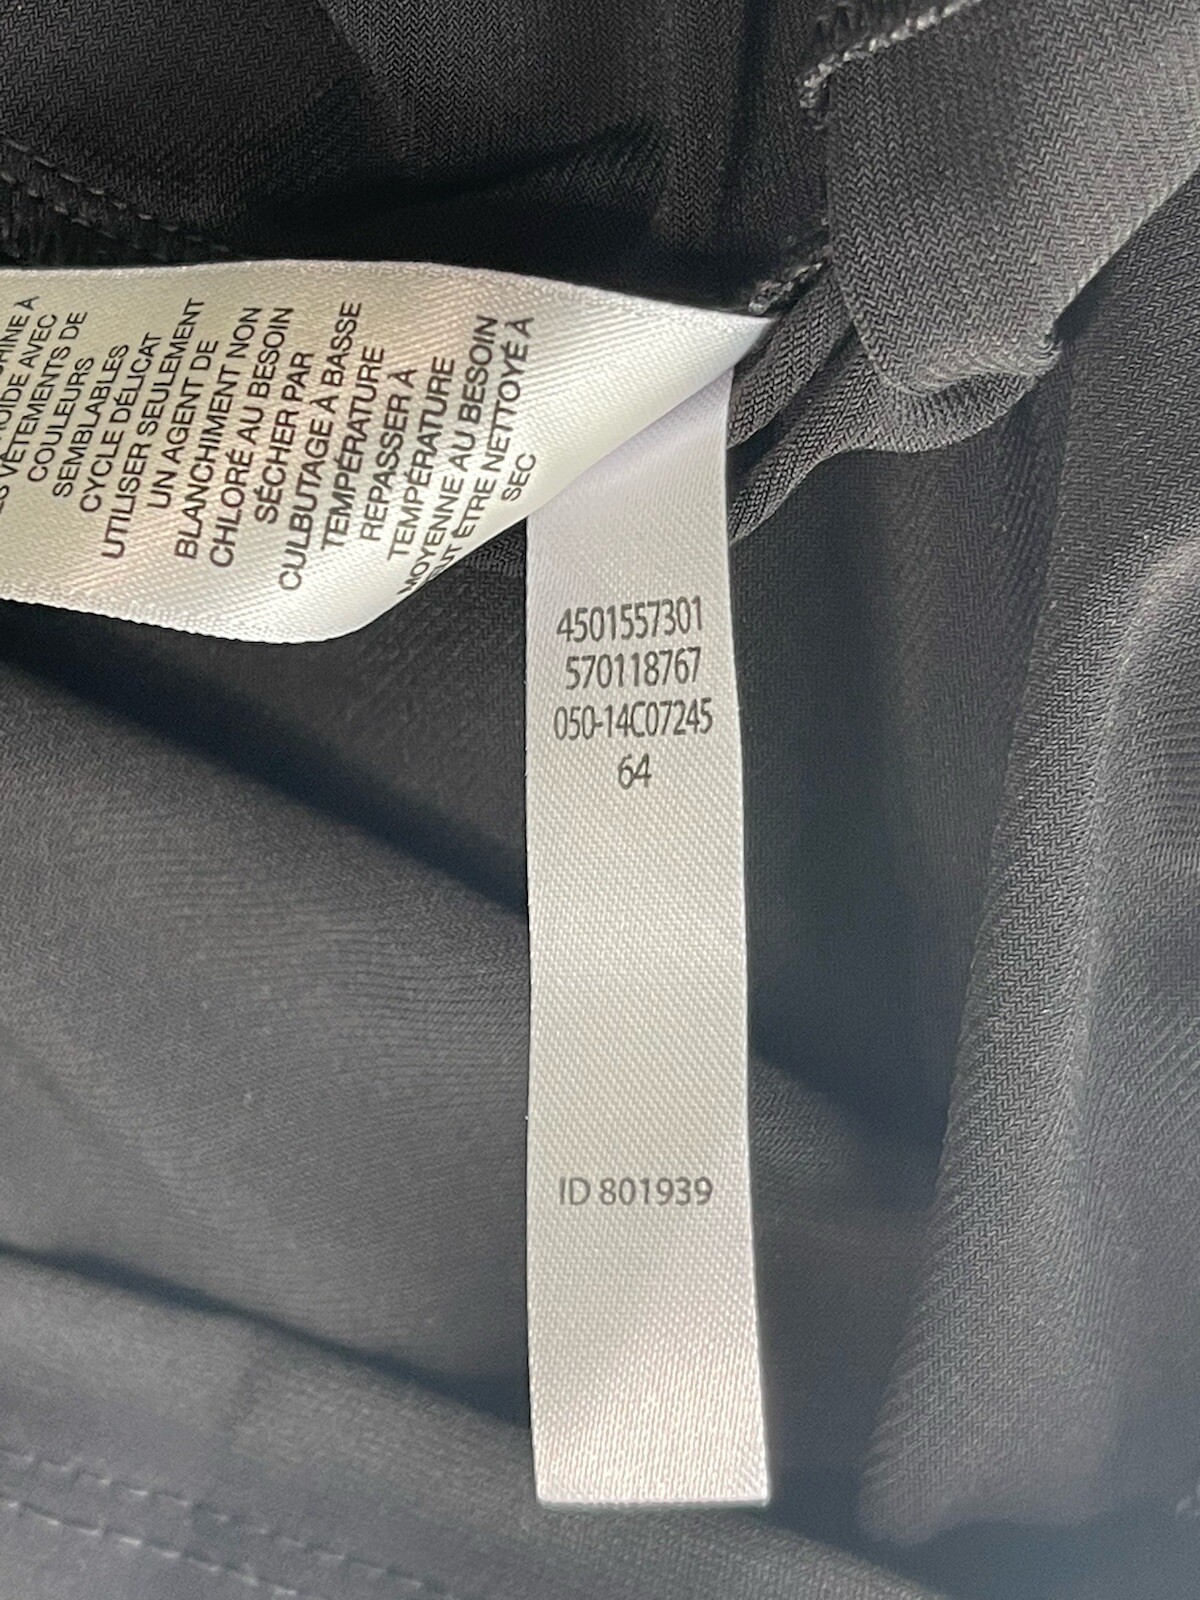 COULEURS
SEMBLABLES
CYCLE DÉLICAT
UTILISER SEULEMENT
UN AGENT DE
BLANCHIMENT NON
CHLORÉ AU BESOIN
SÉCHER PAR
CULBUTAGE À BASSE
TEMPÉRATURE
REPASSER À
TEMPÉRATURE
MOYENNE AU BESOIN
ÊTRE NETTOYÉ À
SEC
4501557301
570118767
050-14C07245
64
ID 801939